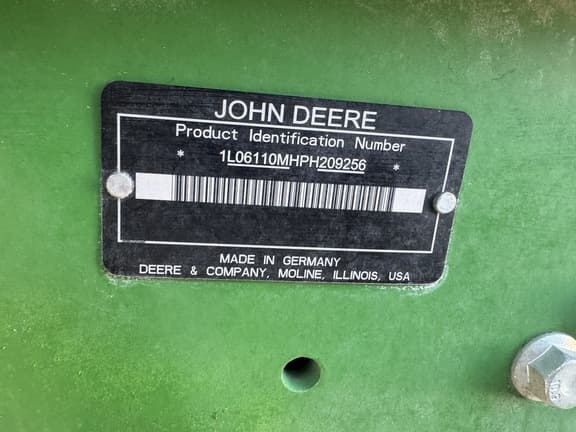 JOHN DEERE
Product Identification Number
* 1L06110MHPH209256 *
MADE IN GERMANY
DEERE & COMPANY, MOLINE, ILLINOIS, USA